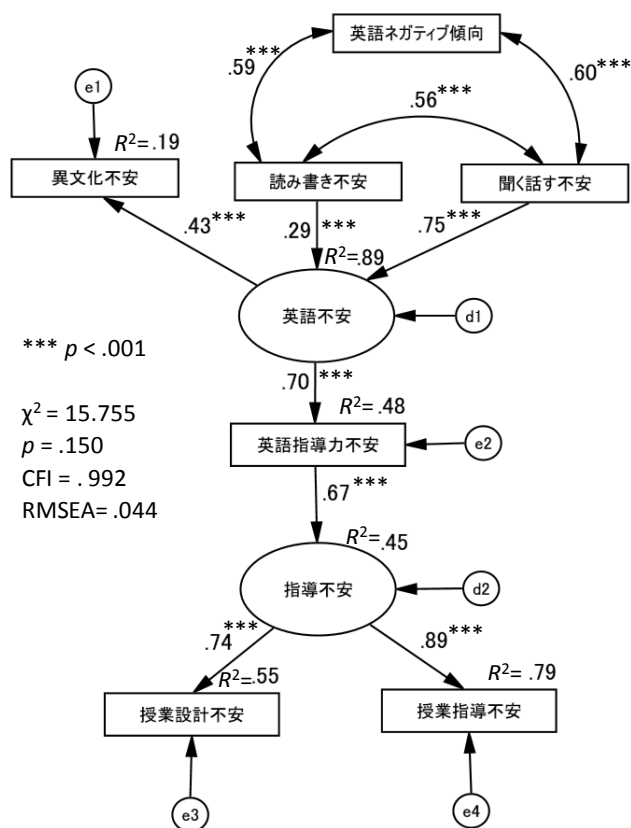 英語ネガティブ傾向
.59***
.60***
.56***
e1
R²= .19
異文化不安
読み書き不安
聞く話す不安
.43***
.29 ***
.75***
R²=.89
英語不安
d1
*** p < .001
.70 ***
χ² = 15.755
R²= .48
p = .150
英語指導力不安
e2
CFI = . 992
RMSEA= .044
.67***
R²=.45
指導不安
d2
.74***
.89***
R²=.55
R²= .79
授業設計不安
授業指導不安
e3
e4